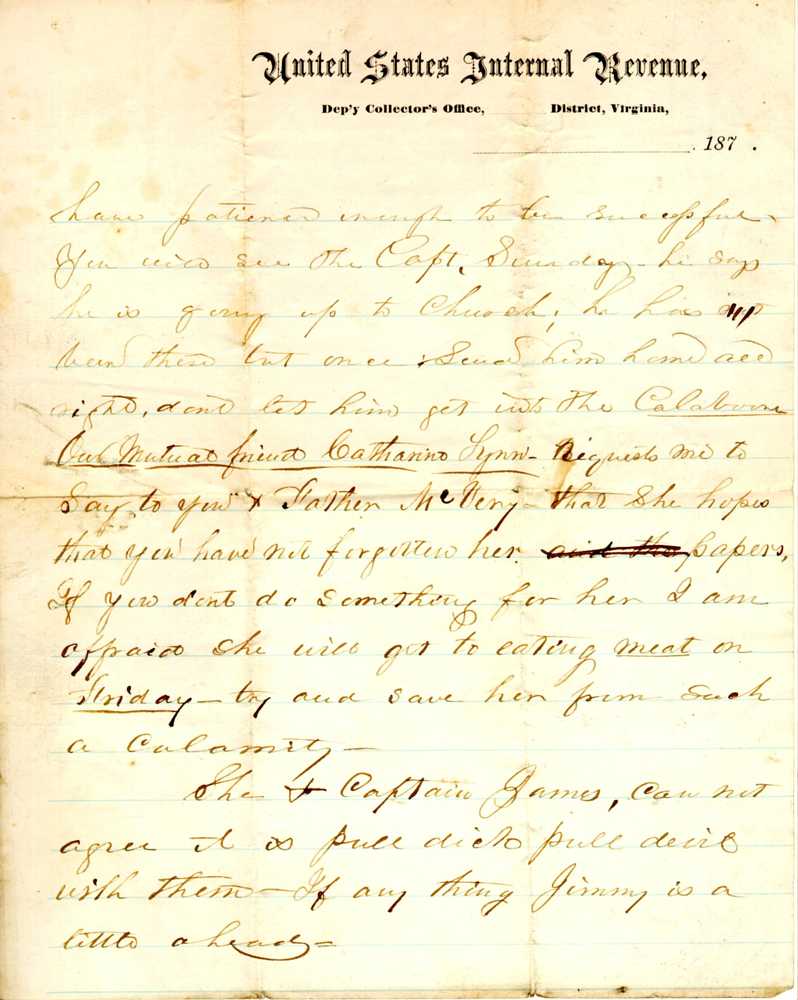 United States Internal Revenue,
Dep'y Collector's Office, District, Virginia,
187 .
have patience enough to be successful.
You will see the Capt, Sunday - he says
he is going up to Church; he has not
been there but once. Send him home all
right, dont let him get into the Calaboose
Our Mutual friend Catharine Lynn - Requests me to
Say to you & Father McVery - that She hopes
that you have not forgotten her and the papers,
If you dont do something for her I am
affraid She will get to eating meat on
Friday - try and save her from such
a Calamity -
She & Captain James, can not
agree it is pull dick pull devil
with them - If any thing Jimmy is a
little ahead -